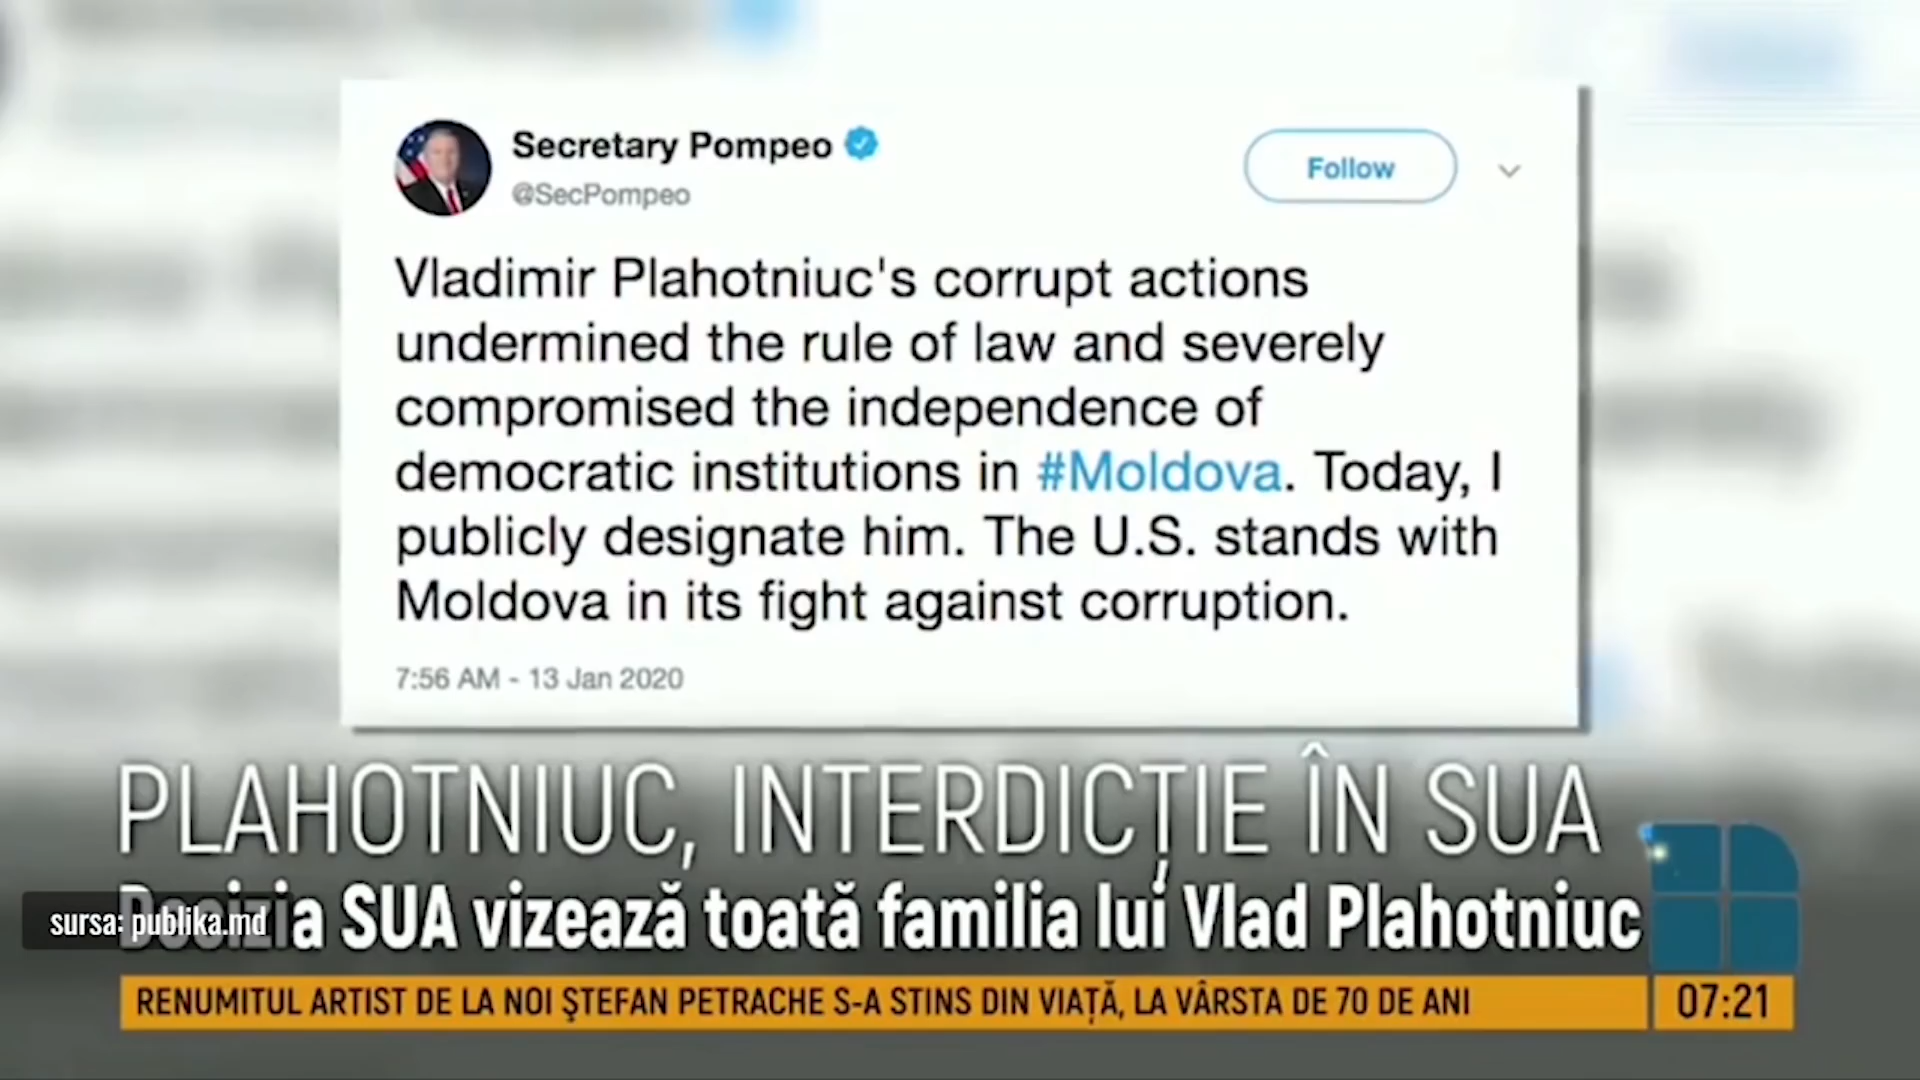 Secretary Pompeo
@SecPompeo
Follow
Vladimir Plahotniuc's corrupt actions
undermined the rule of law and severely
compromised the independence of
democratic institutions in #Moldova. Today, I
publicly designate him. The U.S. stands with
Moldova in its fight against corruption.
7:56 AM - 13 Jan 2020
PLAHOTNIUC, INTERDICȚIE ÎN SUA
Decizia SUA vizează toată familia lui Vlad Plahotniuc
sursa: publika.md
RENUMITUL ARTIST DE LA NOI ŞTEFAN PETRACHE S-A STINS DIN VIAȚĂ, LA VÂRSTA DE 70 DE ANI
07:21